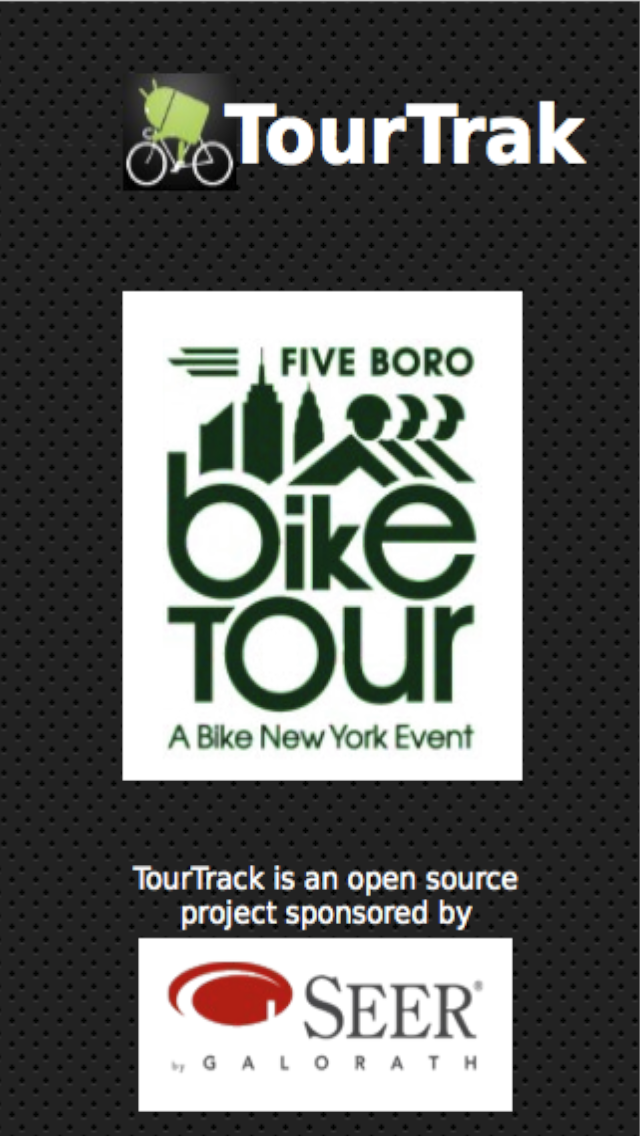 TourTrak
FIVE BORO
bike
Tour
A Bike New York Event
TourTrack is an open source
project sponsored by
SEER®
by GALORATH